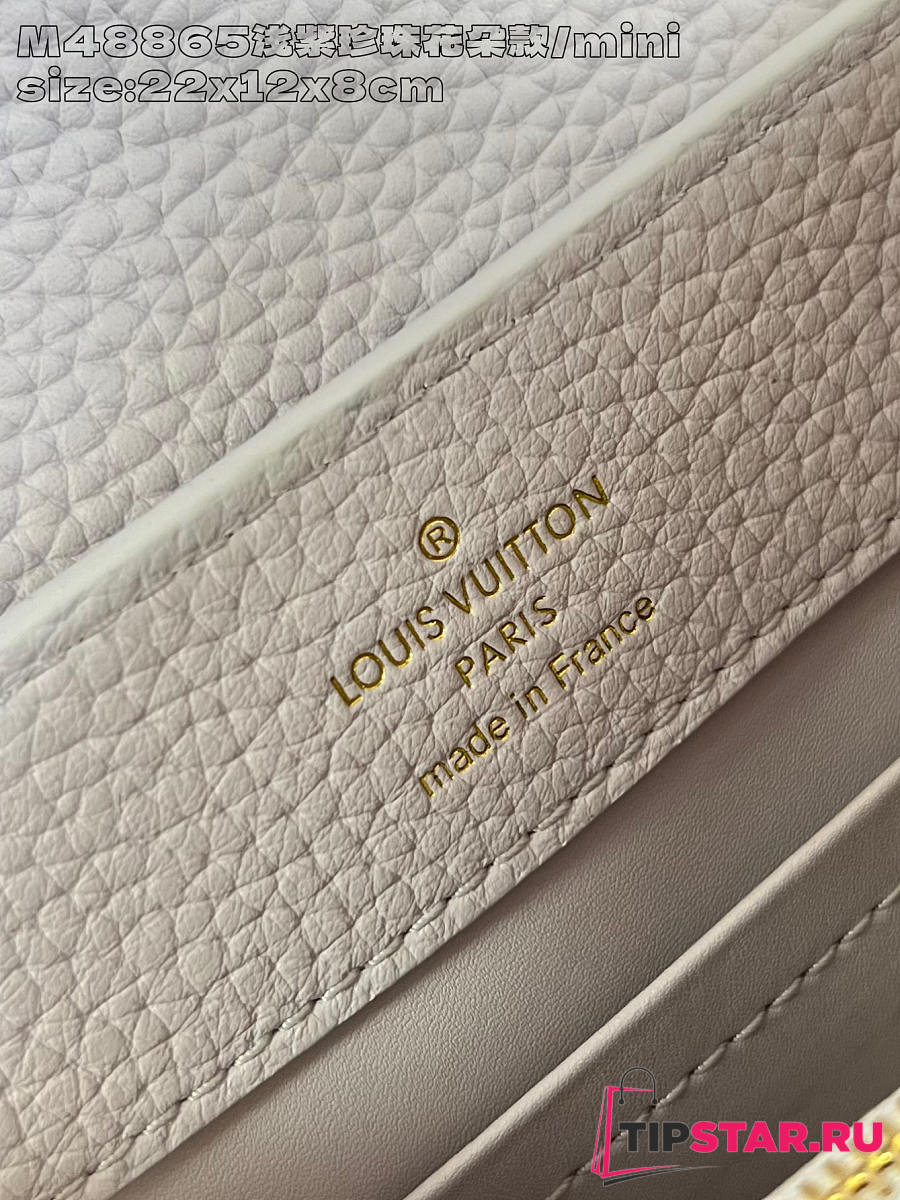 M48865浅紫珍珠花朵款/mini
size:22x12x8cm
®
LOUIS VUITTON
PARIS
made in France
TIPSTAR.RU